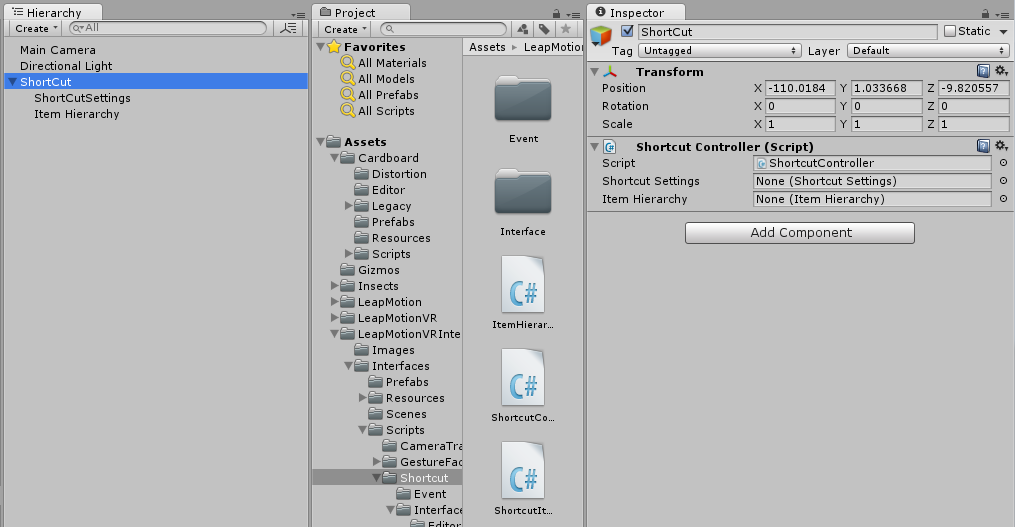 Hierarchy
Create
All
Main Camera
Directional Light
ShortCut
ShortCutSettings
Item Hierarchy
Project
Create
Favorites
All Materials
All Models
All Prefabs
All Scripts
Assets
Cardboard
Distortion
Editor
Legacy
Prefabs
Resources
Scripts
Gizmos
Insects
LeapMotion
LeapMotionVR
LeapMotionVRInte
Images
Interfaces
Prefabs
Resources
Scenes
Scripts
CameraTra
GestureFac
Shortcut
Event
Interface
Editor
Assets LeapMotion
Event
Interface
C#
ItemHierar...
C#
ShortcutCo...
C#
ShortcutIt...
Inspector
ShortCut Static
Tag Untagged Layer Default
Transform
Position X -110.0184 Y 1.033668 Z -9.820557
Rotation X 0 Y 0 Z 0
Scale X 1 Y 1 Z 1
Shortcut Controller (Script)
Script ShortcutController
Shortcut Settings None (Shortcut Settings)
Item Hierarchy None (Item Hierarchy)
Add Component